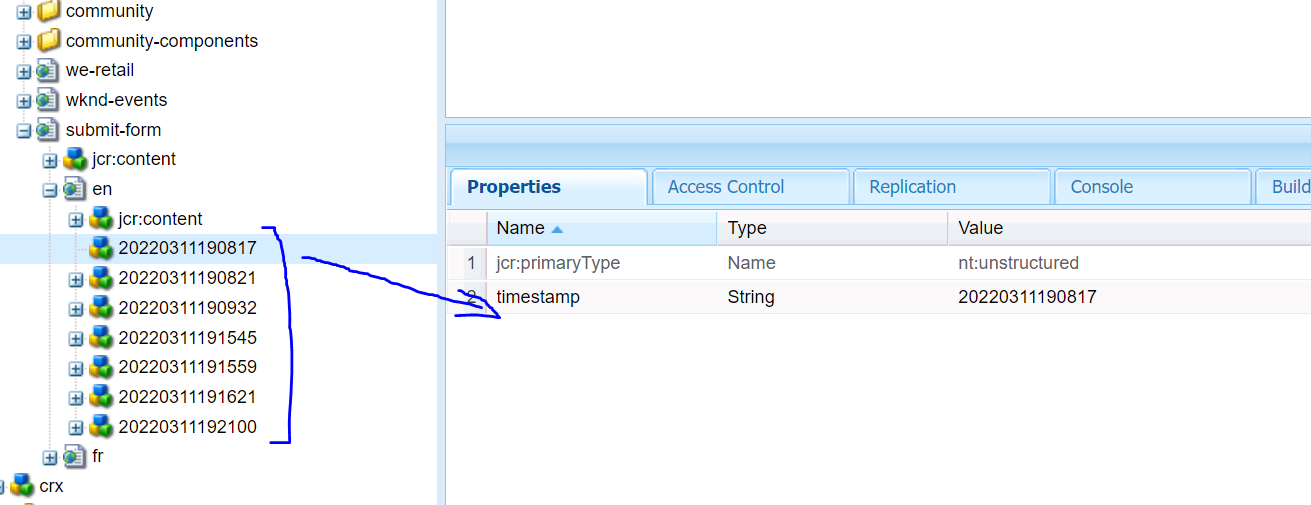 community
community-components
we-retail
wknd-events
submit-form
jcr:content
en
jcr:content
20220311190817
20220311190821
20220311190932
20220311191545
20220311191559
20220311191621
20220311192100
fr
crx
Properties Access Control Replication Console Build
Name Type Value
1 jcr:primaryType Name nt:unstructured
2 timestamp String 20220311190817